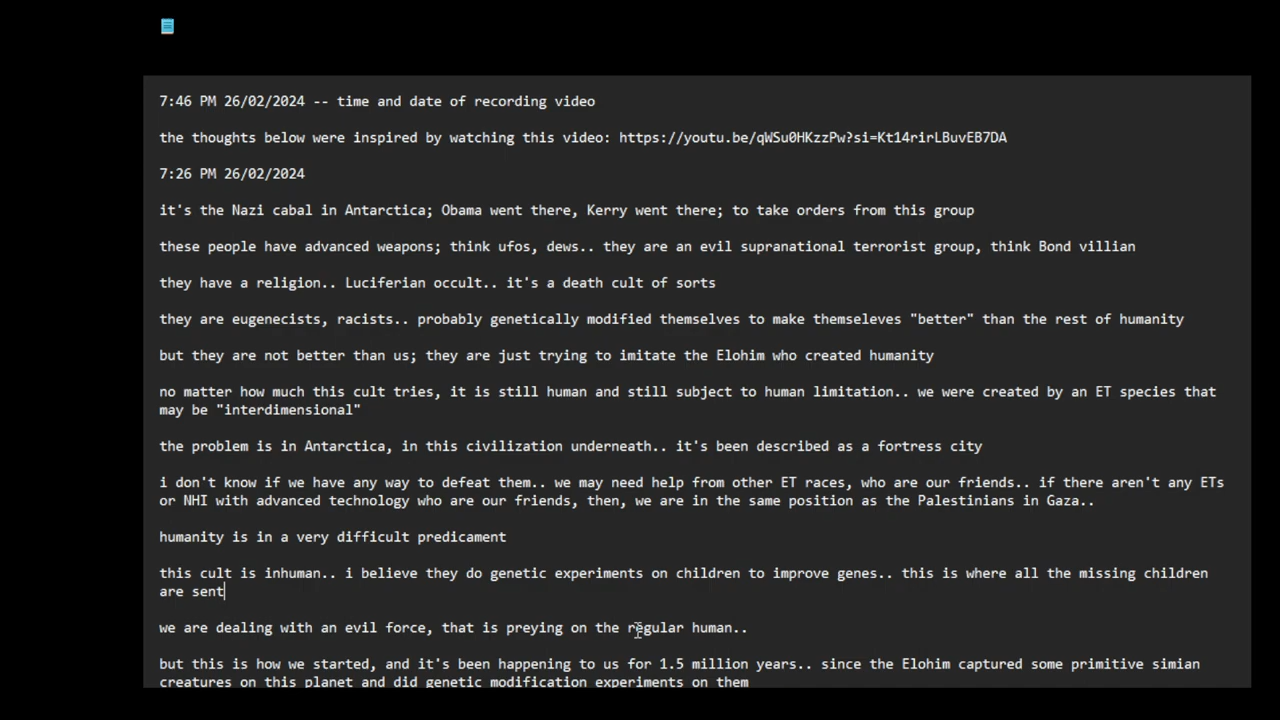 7:46 PM 26/02/2024 -- time and date of recording video
the thoughts below were inspired by watching this video: https://youtu.be/qWSu0HKzzPw?si=Kt14rirLBuvEB7DA
7:26 PM 26/02/2024
it's the Nazi cabal in Antarctica; Obama went there, Kerry went there; to take orders from this group
these people have advanced weapons; think ufos, dews.. they are an evil supranational terrorist group, think Bond villian
they have a religion.. Luciferian occult.. it's a death cult of sorts
they are eugenecists, racists.. probably genetically modified themselves to make themseleves "better" than the rest of humanity
but they are not better than us; they are just trying to imitate the Elohim who created humanity
no matter how much this cult tries, it is still human and still subject to human limitation.. we were created by an ET species that
may be "interdimensional"
the problem is in Antarctica, in this civilization underneath.. it's been described as a fortress city
i don't know if we have any way to defeat them.. we may need help from other ET races, who are our friends.. if there aren't any ETs
or NHI with advanced technology who are our friends, then, we are in the same position as the Palestinians in Gaza..
humanity is in a very difficult predicament
this cult is inhuman.. i believe they do genetic experiments on children to improve genes.. this is where all the missing children
are sent
we are dealing with an evil force, that is preying on the regular human..
but this is how we started, and it's been happening to us for 1.5 million years.. since the Elohim captured some primitive simian
creatures on this planet and did genetic modification experiments on them